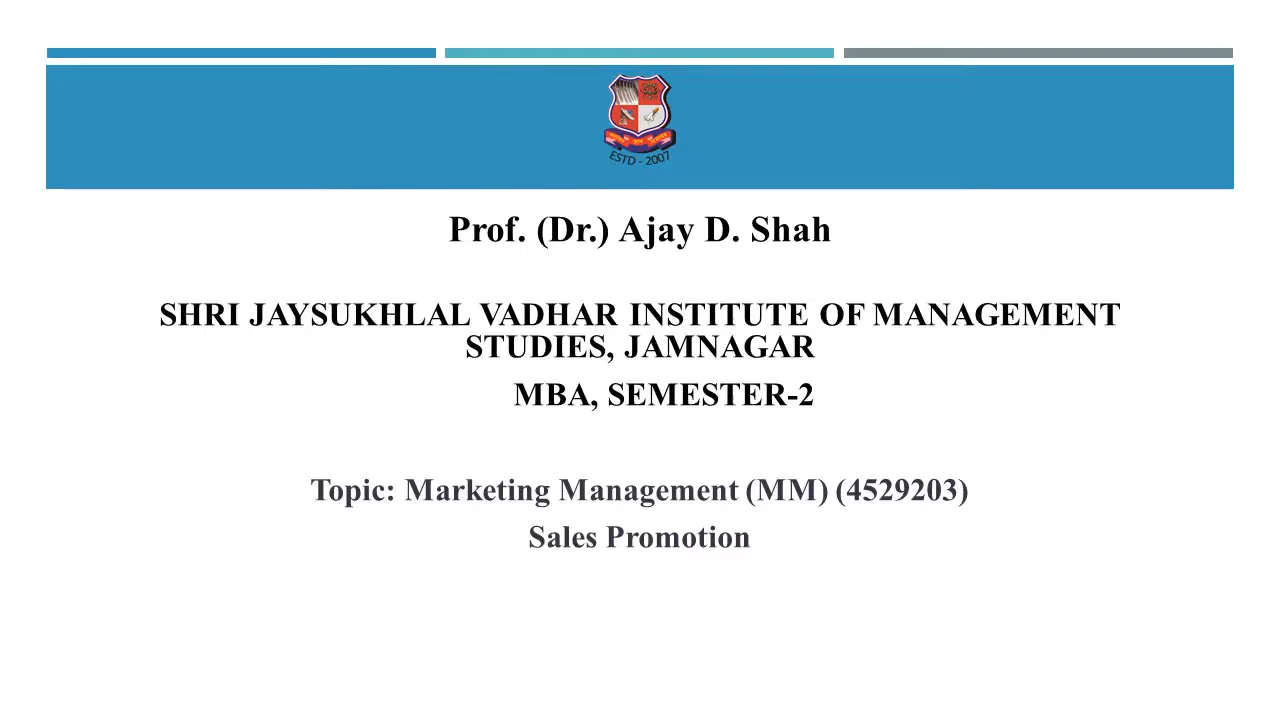 ESTD - 2007
Prof. (Dr.) Ajay D. Shah
SHRI JAYSUKHLAL VADHAR INSTITUTE OF MANAGEMENT
STUDIES, JAMNAGAR
MBA, SEMESTER-2
Topic: Marketing Management (MM) (4529203)
Sales Promotion